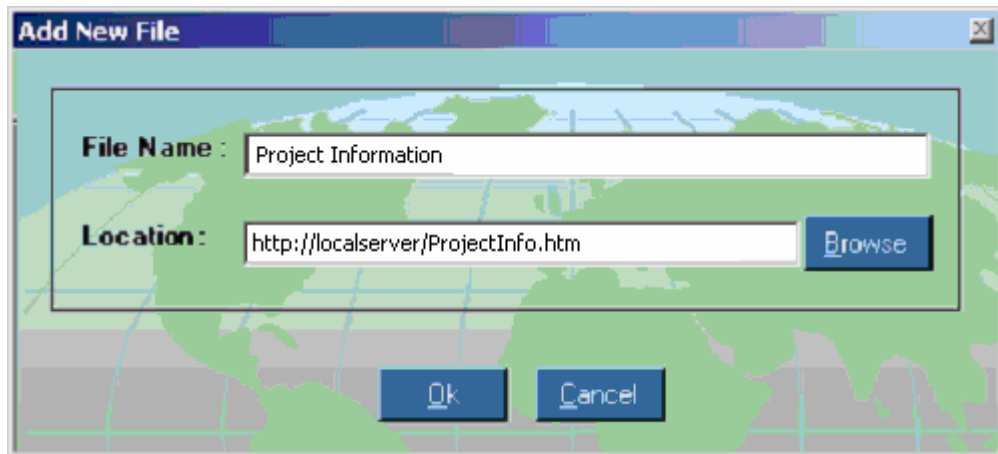 Add New File
File Name : Project Information
Location : http://localserver/ProjectInfo.htm Browse
Ok Cancel